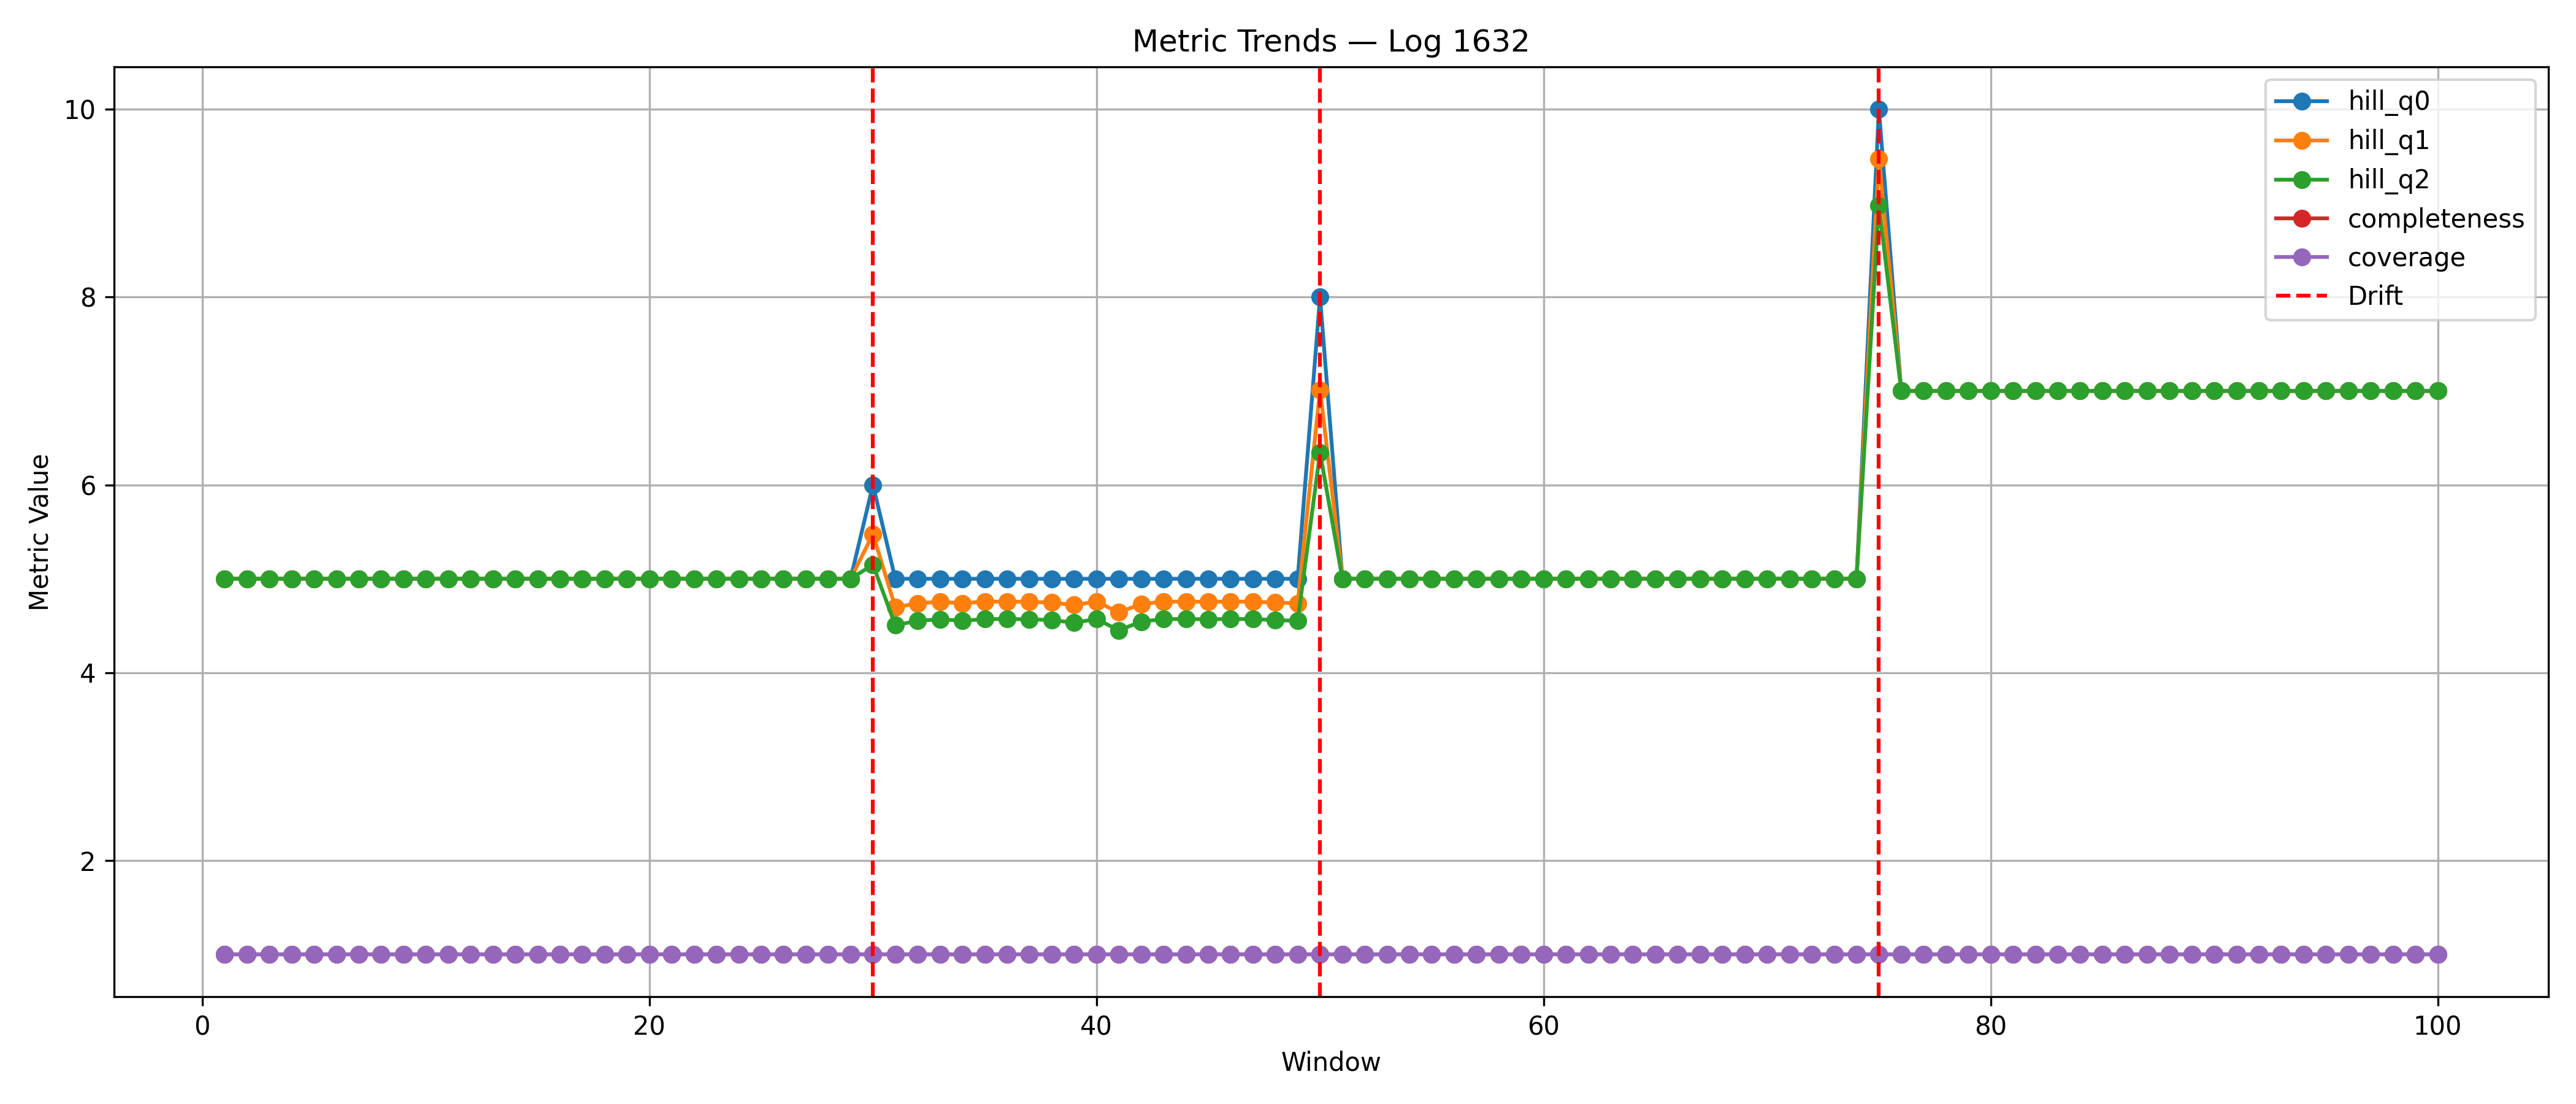 Metric Trends — Log 1632
10
8
6
4
2
Metric Value
hill_q0
hill_q1
hill_q2
completeness
coverage
Drift
0 20 40 60 80 100
Window